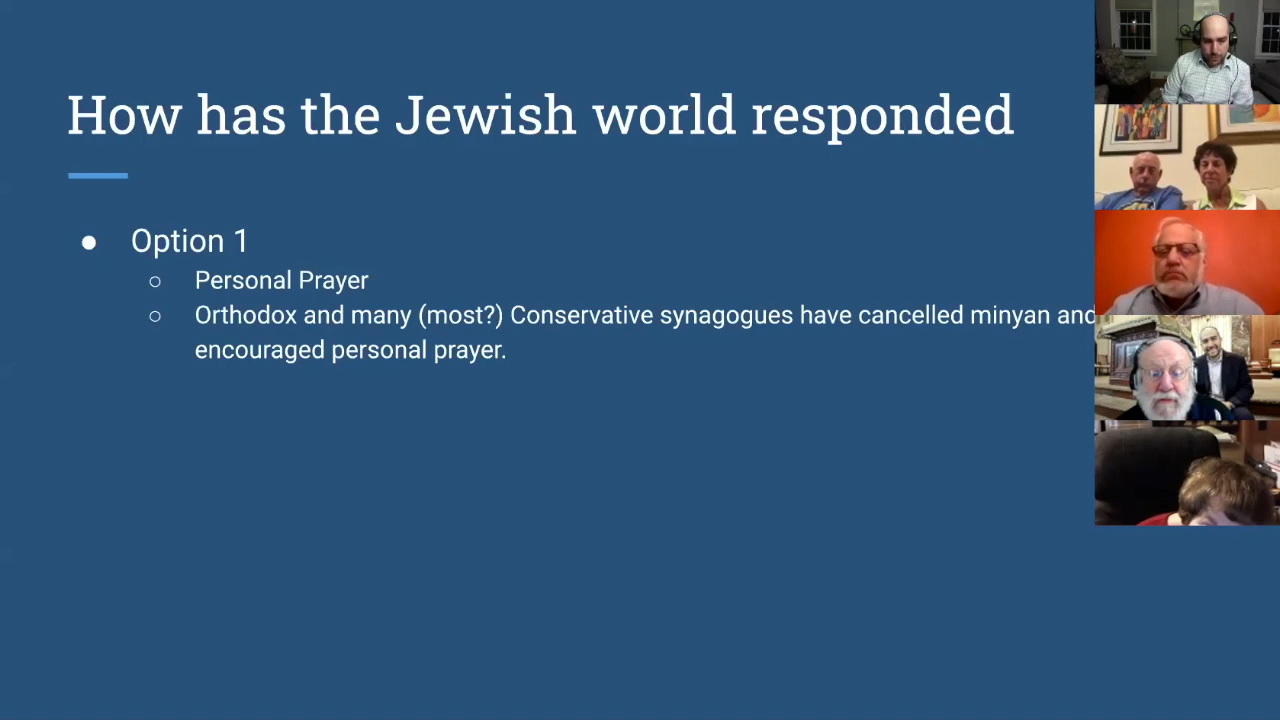 How has the Jewish world responded
● Option 1
○ Personal Prayer
○ Orthodox and many (most?) Conservative synagogues have cancelled minyan and
encouraged personal prayer.